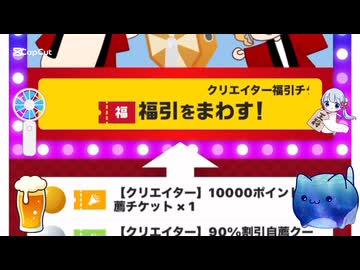 CapCut
クリエイター福引チケ
福 福引をまわす!
【クリエイター】10000ポイント
薦チケット × 1
【クリエイター】90%割引自薦クー